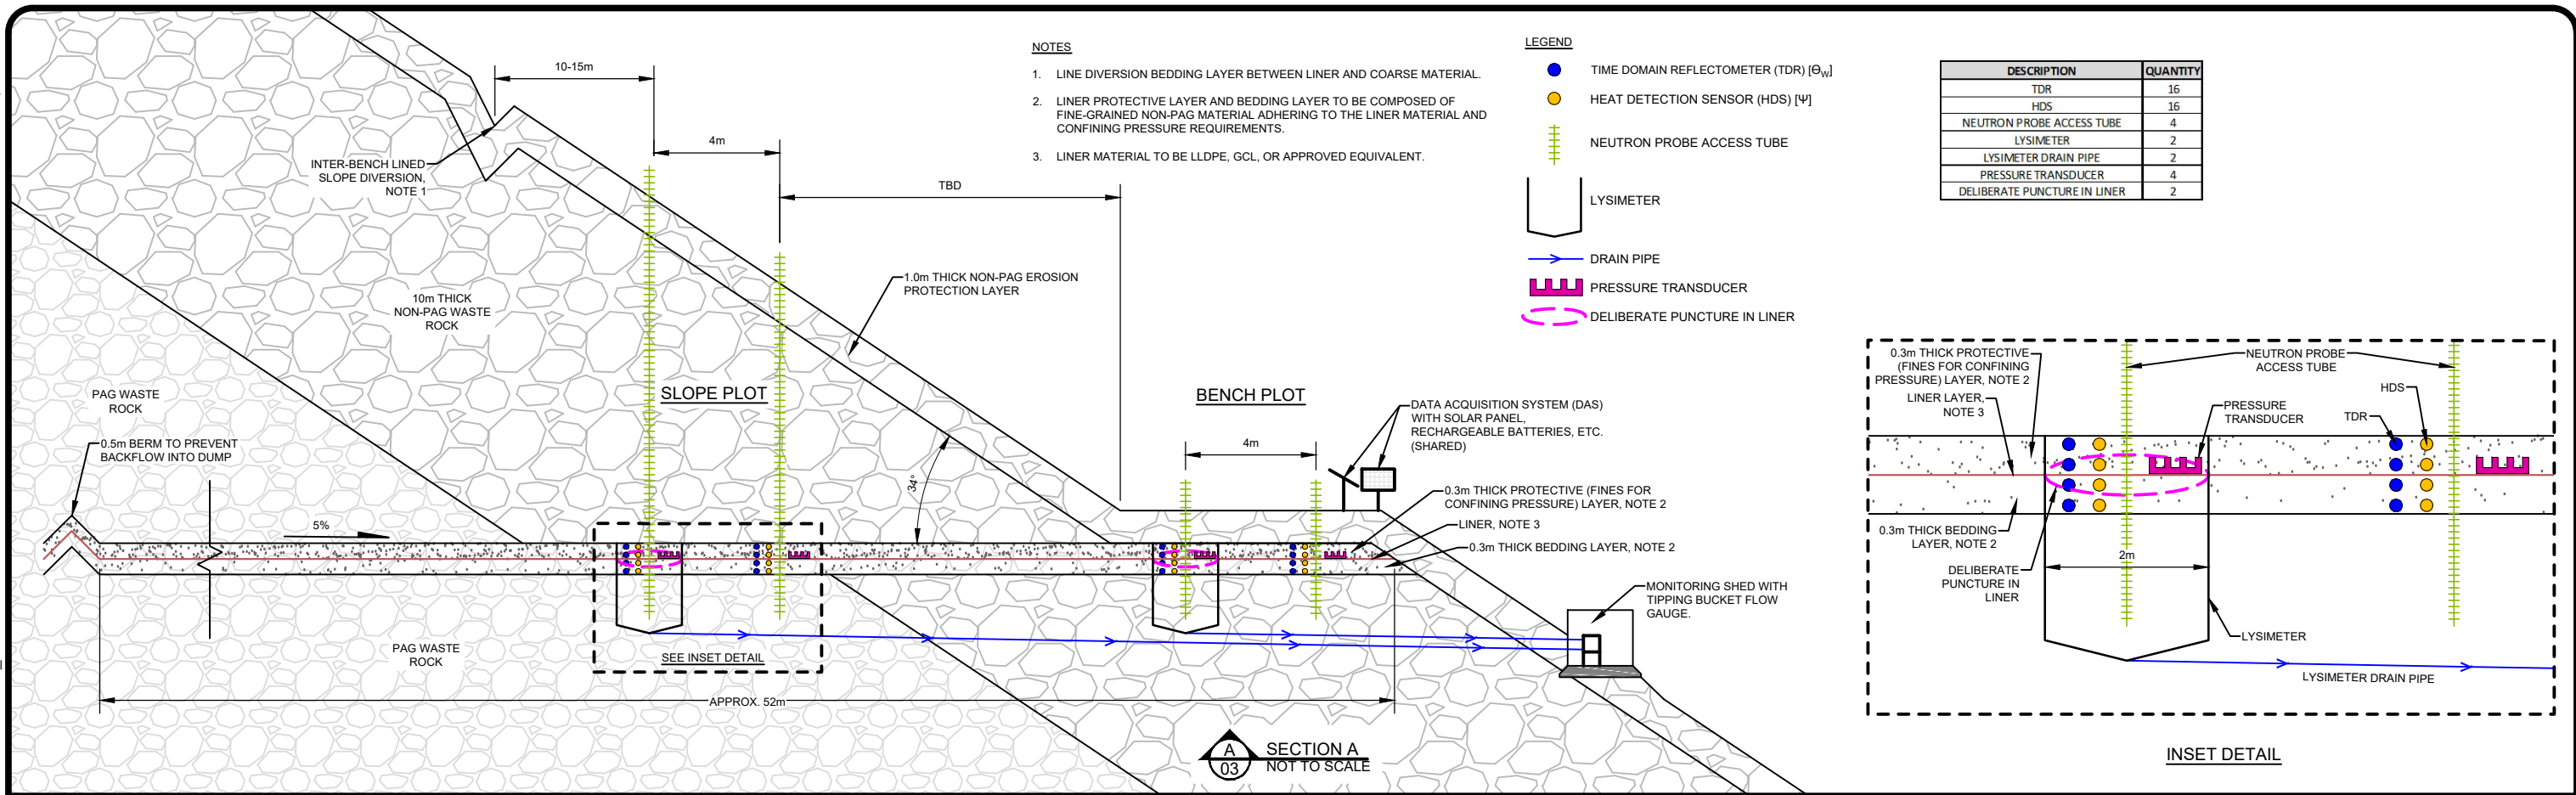 10-15m
4m
TBD
INTER-BENCH LINED
SLOPE DIVERSION,
NOTE 1
10m THICK
NON-PAG WASTE
ROCK
1.0m THICK NON-PAG EROSION
PROTECTION LAYER
PAG WASTE
ROCK
0.5m BERM TO PREVENT
BACKFLOW INTO DUMP
5%
SLOPE PLOT
34°
BENCH PLOT
4m
DATA ACQUISITION SYSTEM (DAS)
WITH SOLAR PANEL,
RECHARGEABLE BATTERIES, ETC.
(SHARED)
0.3m THICK PROTECTIVE (FINES FOR
CONFINING PRESSURE) LAYER, NOTE 2
LINER, NOTE 3
0.3m THICK BEDDING LAYER, NOTE 2
MONITORING SHED WITH
TIPPING BUCKET FLOW
GAUGE.
PAG WASTE
ROCK
SEE INSET DETAIL
APPROX. 52m
A
03
SECTION A
NOT TO SCALE
NOTES
1. LINE DIVERSION BEDDING LAYER BETWEEN LINER AND COARSE MATERIAL.
2. LINER PROTECTIVE LAYER AND BEDDING LAYER TO BE COMPOSED OF
FINE-GRAINED NON-PAG MATERIAL ADHERING TO THE LINER MATERIAL AND
CONFINING PRESSURE REQUIREMENTS.
3. LINER MATERIAL TO BE LLDPE, GCL, OR APPROVED EQUIVALENT.
LEGEND
TIME DOMAIN REFLECTOMETER (TDR) [ΘW]
HEAT DETECTION SENSOR (HDS) [Ψ]
NEUTRON PROBE ACCESS TUBE
LYSIMETER
DRAIN PIPE
PRESSURE TRANSDUCER
DELIBERATE PUNCTURE IN LINER
DESCRIPTION QUANTITY
TDR 16
HDS 16
NEUTRON PROBE ACCESS TUBE 4
LYSIMETER 2
LYSIMETER DRAIN PIPE 2
PRESSURE TRANSDUCER 4
DELIBERATE PUNCTURE IN LINER 2
0.3m THICK PROTECTIVE
(FINES FOR CONFINING
PRESSURE) LAYER, NOTE 2
LINER LAYER,
NOTE 3
NEUTRON PROBE
ACCESS TUBE
HDS
TDR
PRESSURE
TRANSDUCER
0.3m THICK BEDDING
LAYER, NOTE 2
2m
DELIBERATE
PUNCTURE IN
LINER
LYSIMETER
LYSIMETER DRAIN PIPE
INSET DETAIL